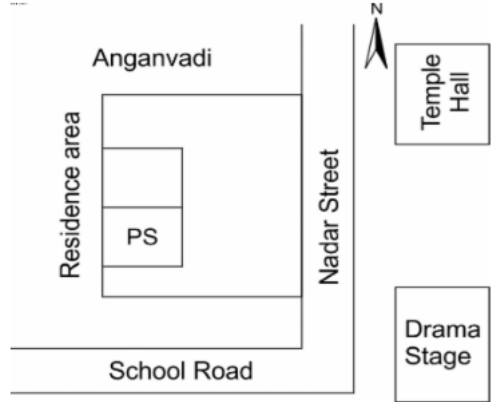 N
Anganvadi
Temple
Hall
Residence area
PS
Nadar Street
Drama
Stage
School Road